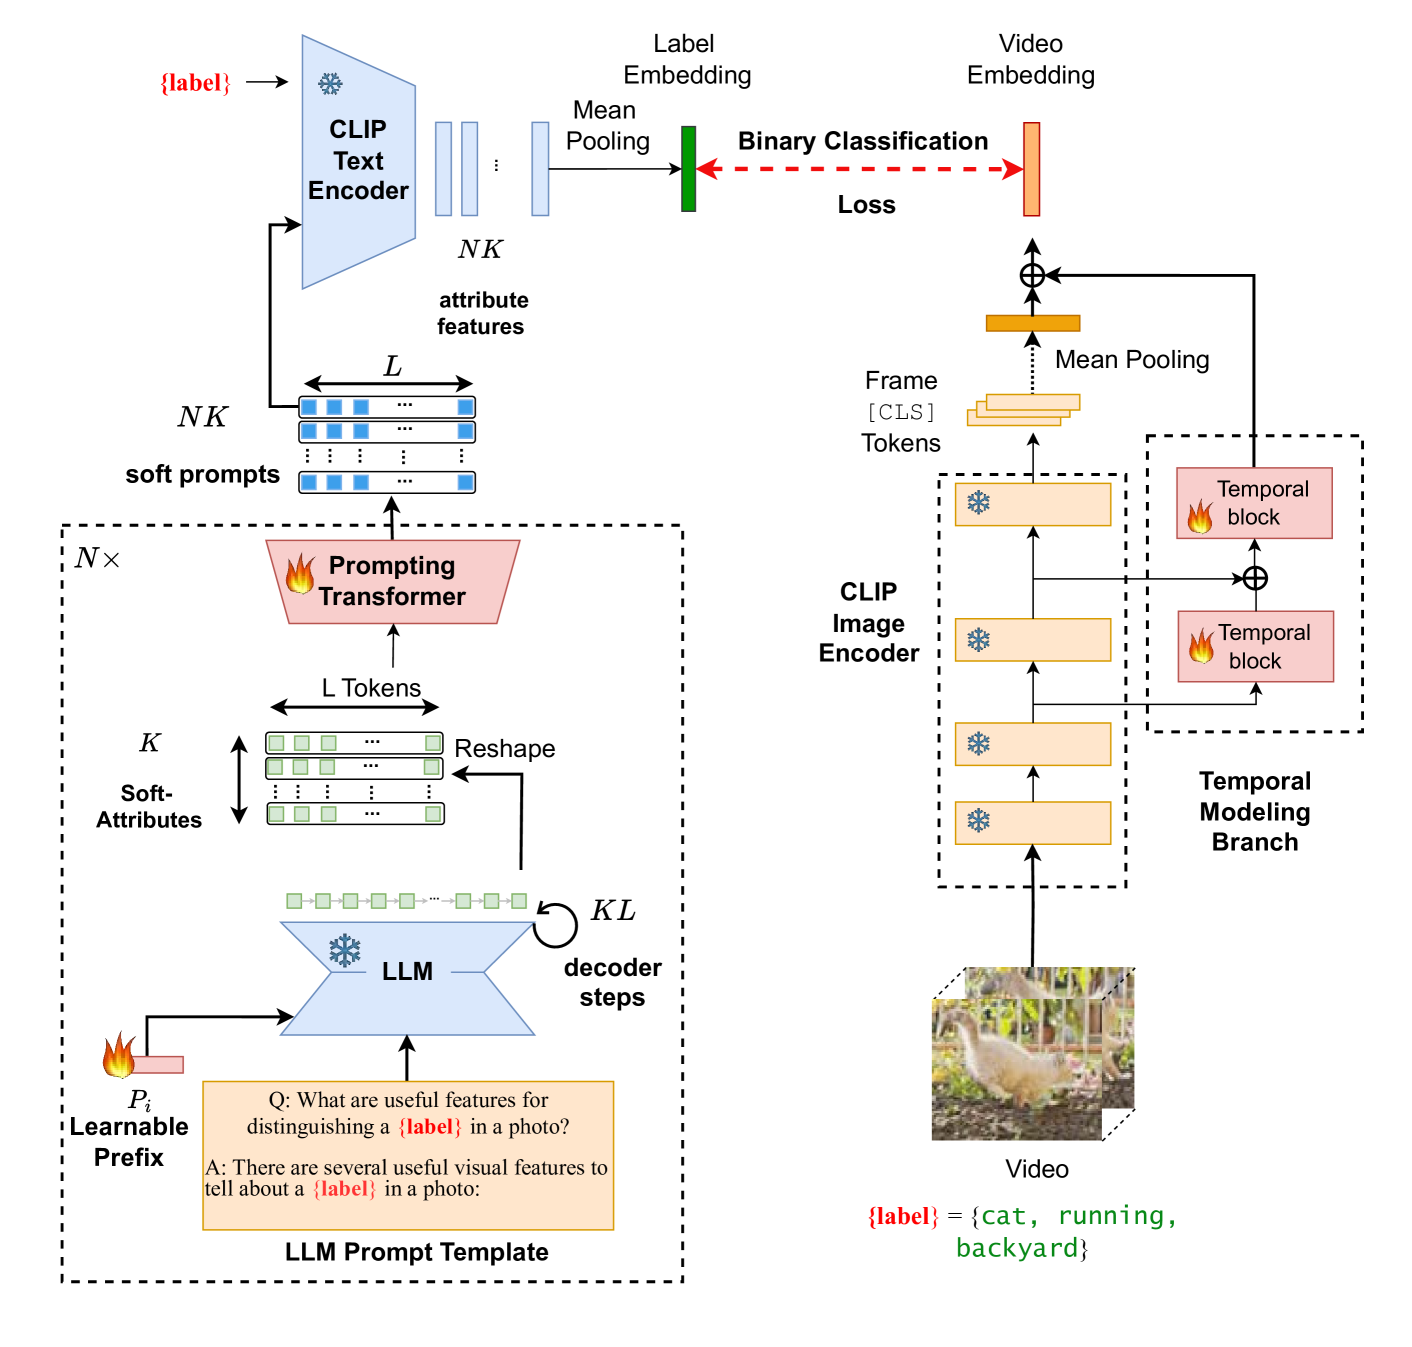 {label}
CLIP
Text
Encoder
Mean
Pooling
Label
Embedding
Binary Classification
Loss
Video
Embedding
NK
attribute
features
L
NK
soft prompts
N×
Prompting
Transformer
L Tokens
K
Soft-
Attributes
Reshape
KL
decoder
steps
LLM
P_i
Learnable
Prefix
Q: What are useful features for
distinguishing a {label} in a photo?
A: There are several useful visual features to
tell about a {label} in a photo:
LLM Prompt Template
Mean Pooling
Frame
[CLS]
Tokens
CLIP
Image
Encoder
Temporal
block
Temporal
block
Temporal
Modeling
Branch
Video
{label} = {cat, running,
backyard}